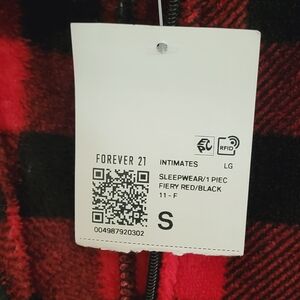 RFID
FOREVER 21
INTIMATES LG
SLEEPWEAR/1 PIEC
FIERY RED/BLACK
11 - F
S
004987920302